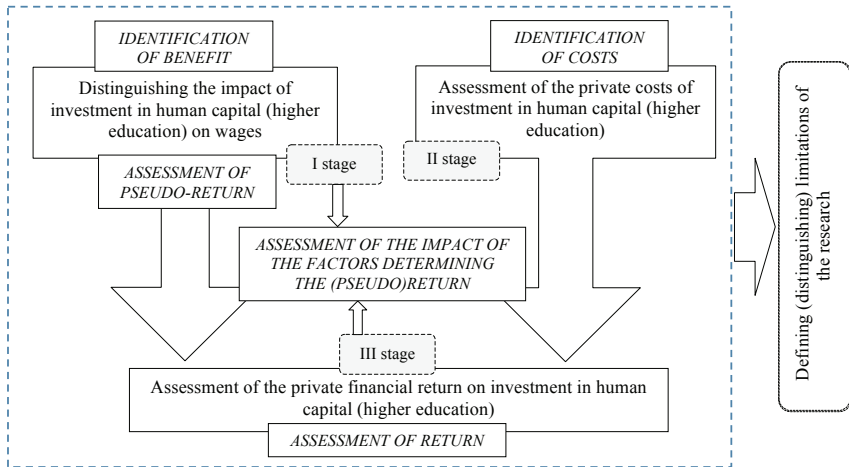 IDENTIFICATION
OF BENEFIT
Distinguishing the impact of
investment in human capital (higher
education) on wages
I stage
ASSESSMENT OF
PSEUDO-RETURN
IDENTIFICATION
OF COSTS
Assessment of the private costs of
investment in human capital (higher
education)
II stage
ASSESSMENT OF THE IMPACT OF
THE FACTORS DETERMINING
THE (PSEUDO)RETURN
III stage
Assessment of the private financial return on investment in human
capital (higher education)
ASSESSMENT OF RETURN
Defining (distinguishing) limitations of
the research